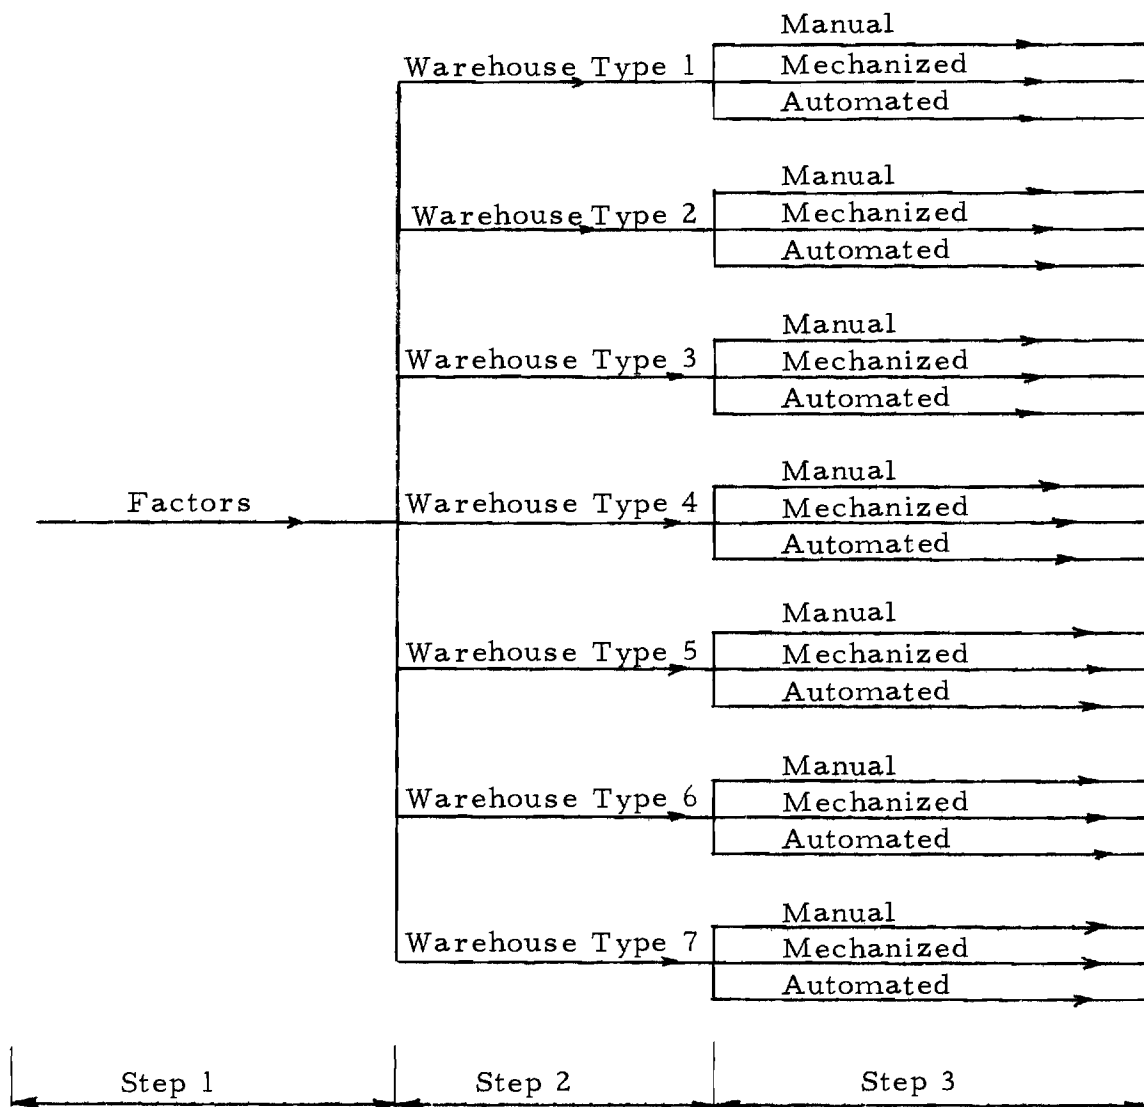 Manual
Warehouse Type 1
Mechanized
Automated
Manual
Warehouse Type 2
Mechanized
Automated
Manual
Warehouse Type 3
Mechanized
Automated
Manual
Factors
Warehouse Type 4
Mechanized
Automated
Manual
Warehouse Type 5
Mechanized
Automated
Manual
Warehouse Type 6
Mechanized
Automated
Manual
Warehouse Type 7
Mechanized
Automated
Step 1
Step 2
Step 3